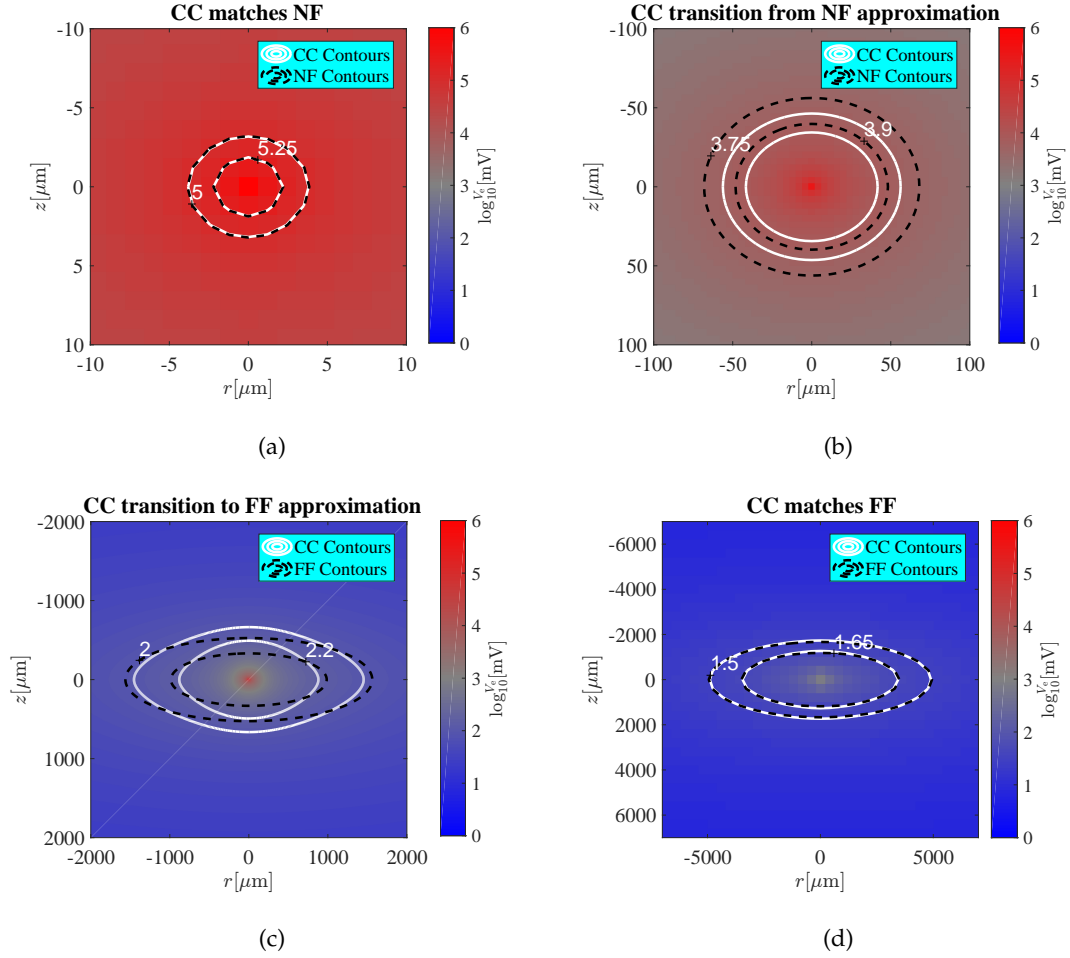 CC matches NF
CC Contours
NF Contours
5.25
5
-10
-5
0
5
10
z[μm]
-10 -5 0 5 10
r[μm]
6
5
4
3
2
1
0
log₁₀^{V_e}[mV]
(a)
CC transition from NF approximation
CC Contours
NF Contours
3.75
3.9
-100
-50
0
50
100
z[μm]
-100 -50 0 50 100
r[μm]
6
5
4
3
2
1
0
log₁₀^{V_e}[mV]
(b)
CC transition to FF approximation
CC Contours
FF Contours
2
2.2
-2000
-1000
0
1000
2000
z[μm]
-2000 -1000 0 1000 2000
r[μm]
6
5
4
3
2
1
0
log₁₀^{V_e}[mV]
(c)
CC matches FF
CC Contours
FF Contours
1.65
1.5
-6000
-4000
-2000
0
2000
4000
6000
z[μm]
-5000 0 5000
r[μm]
6
5
4
3
2
1
0
log₁₀^{V_e}[mV]
(d)